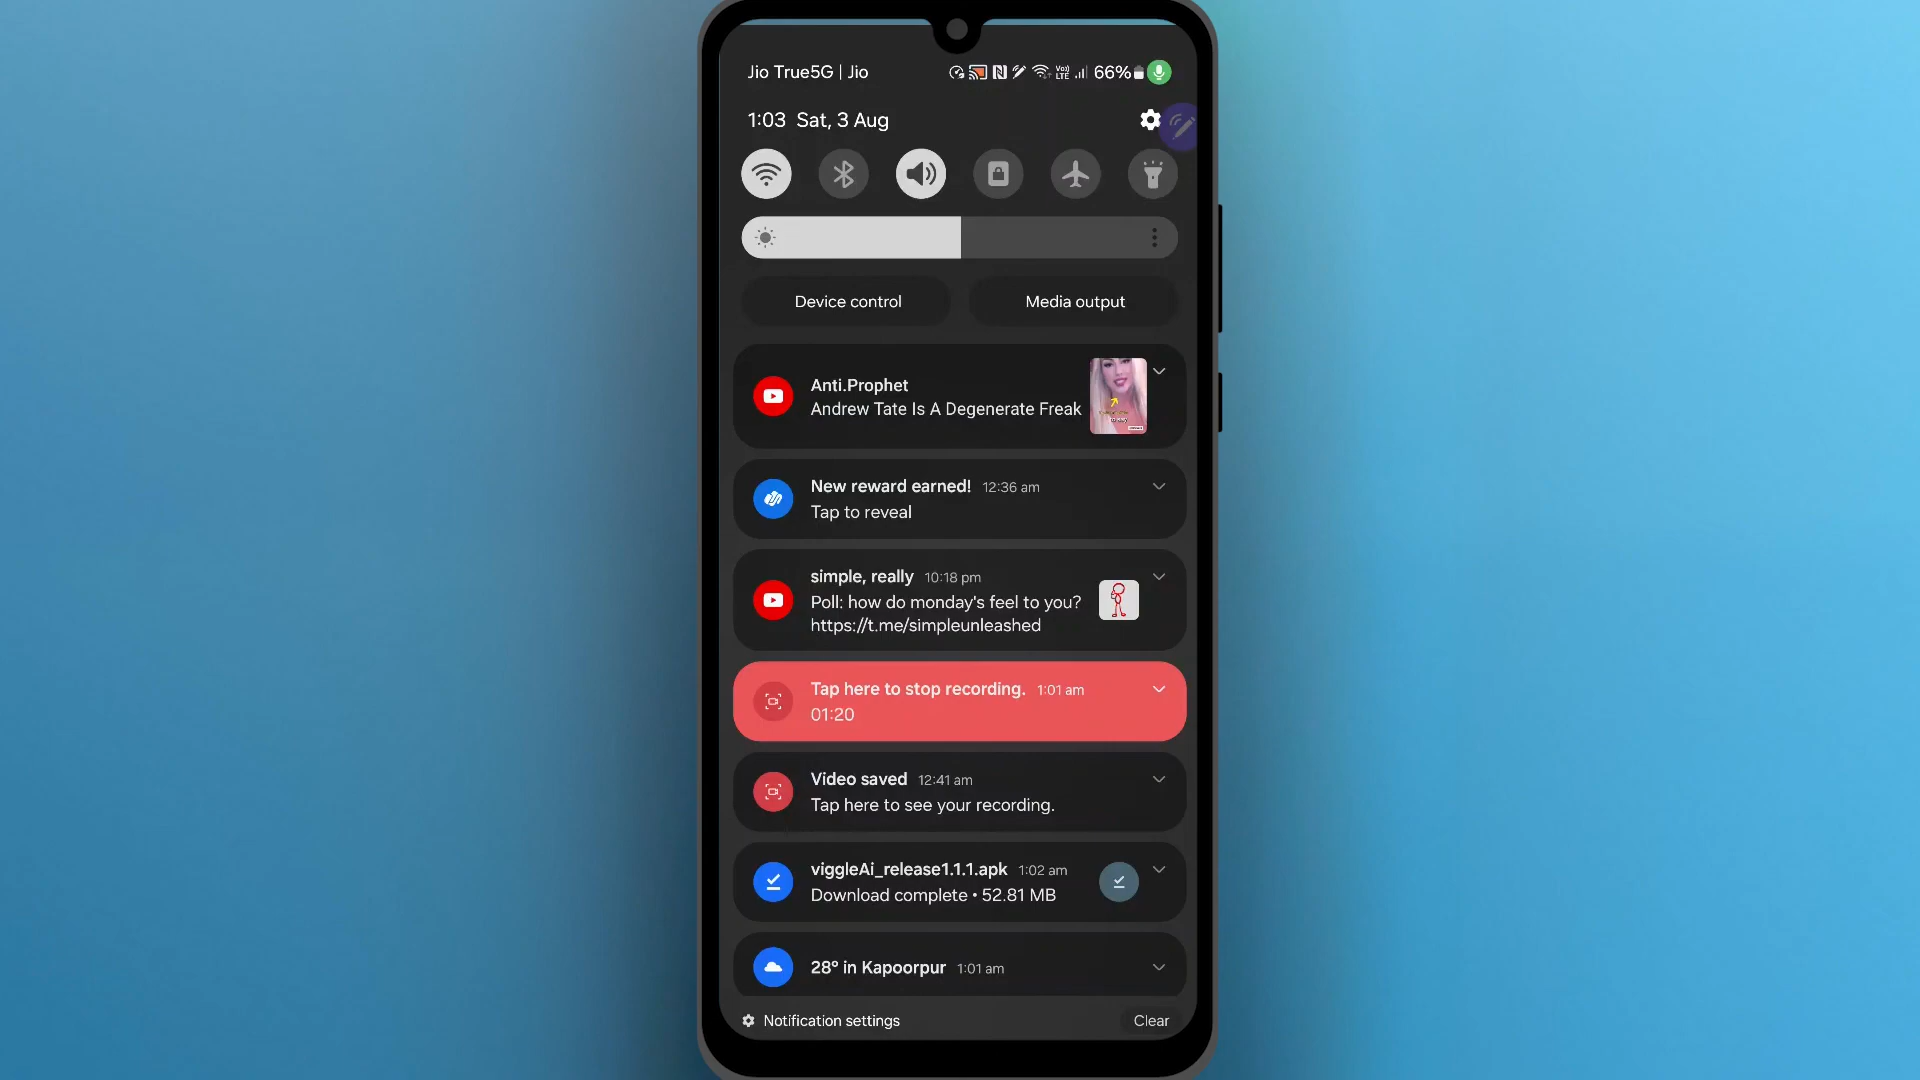 Jio True5G | Jio
Vo)) LTE
66%
1:03 Sat, 3 Aug
Device control
Media output
Anti.Prophet
Andrew Tate Is A Degenerate Freak
New reward earned! 12:36 am
Tap to reveal
simple, really 10:18 pm
Poll: how do monday's feel to you?
https://t.me/simpleunleashed
Tap here to stop recording. 1:01 am
01:20
Video saved 12:41 am
Tap here to see your recording.
viggleAi_release1.1.1.apk 1:02 am
Download complete • 52.81 MB
28° in Kapoorpur 1:01 am
Notification settings
Clear